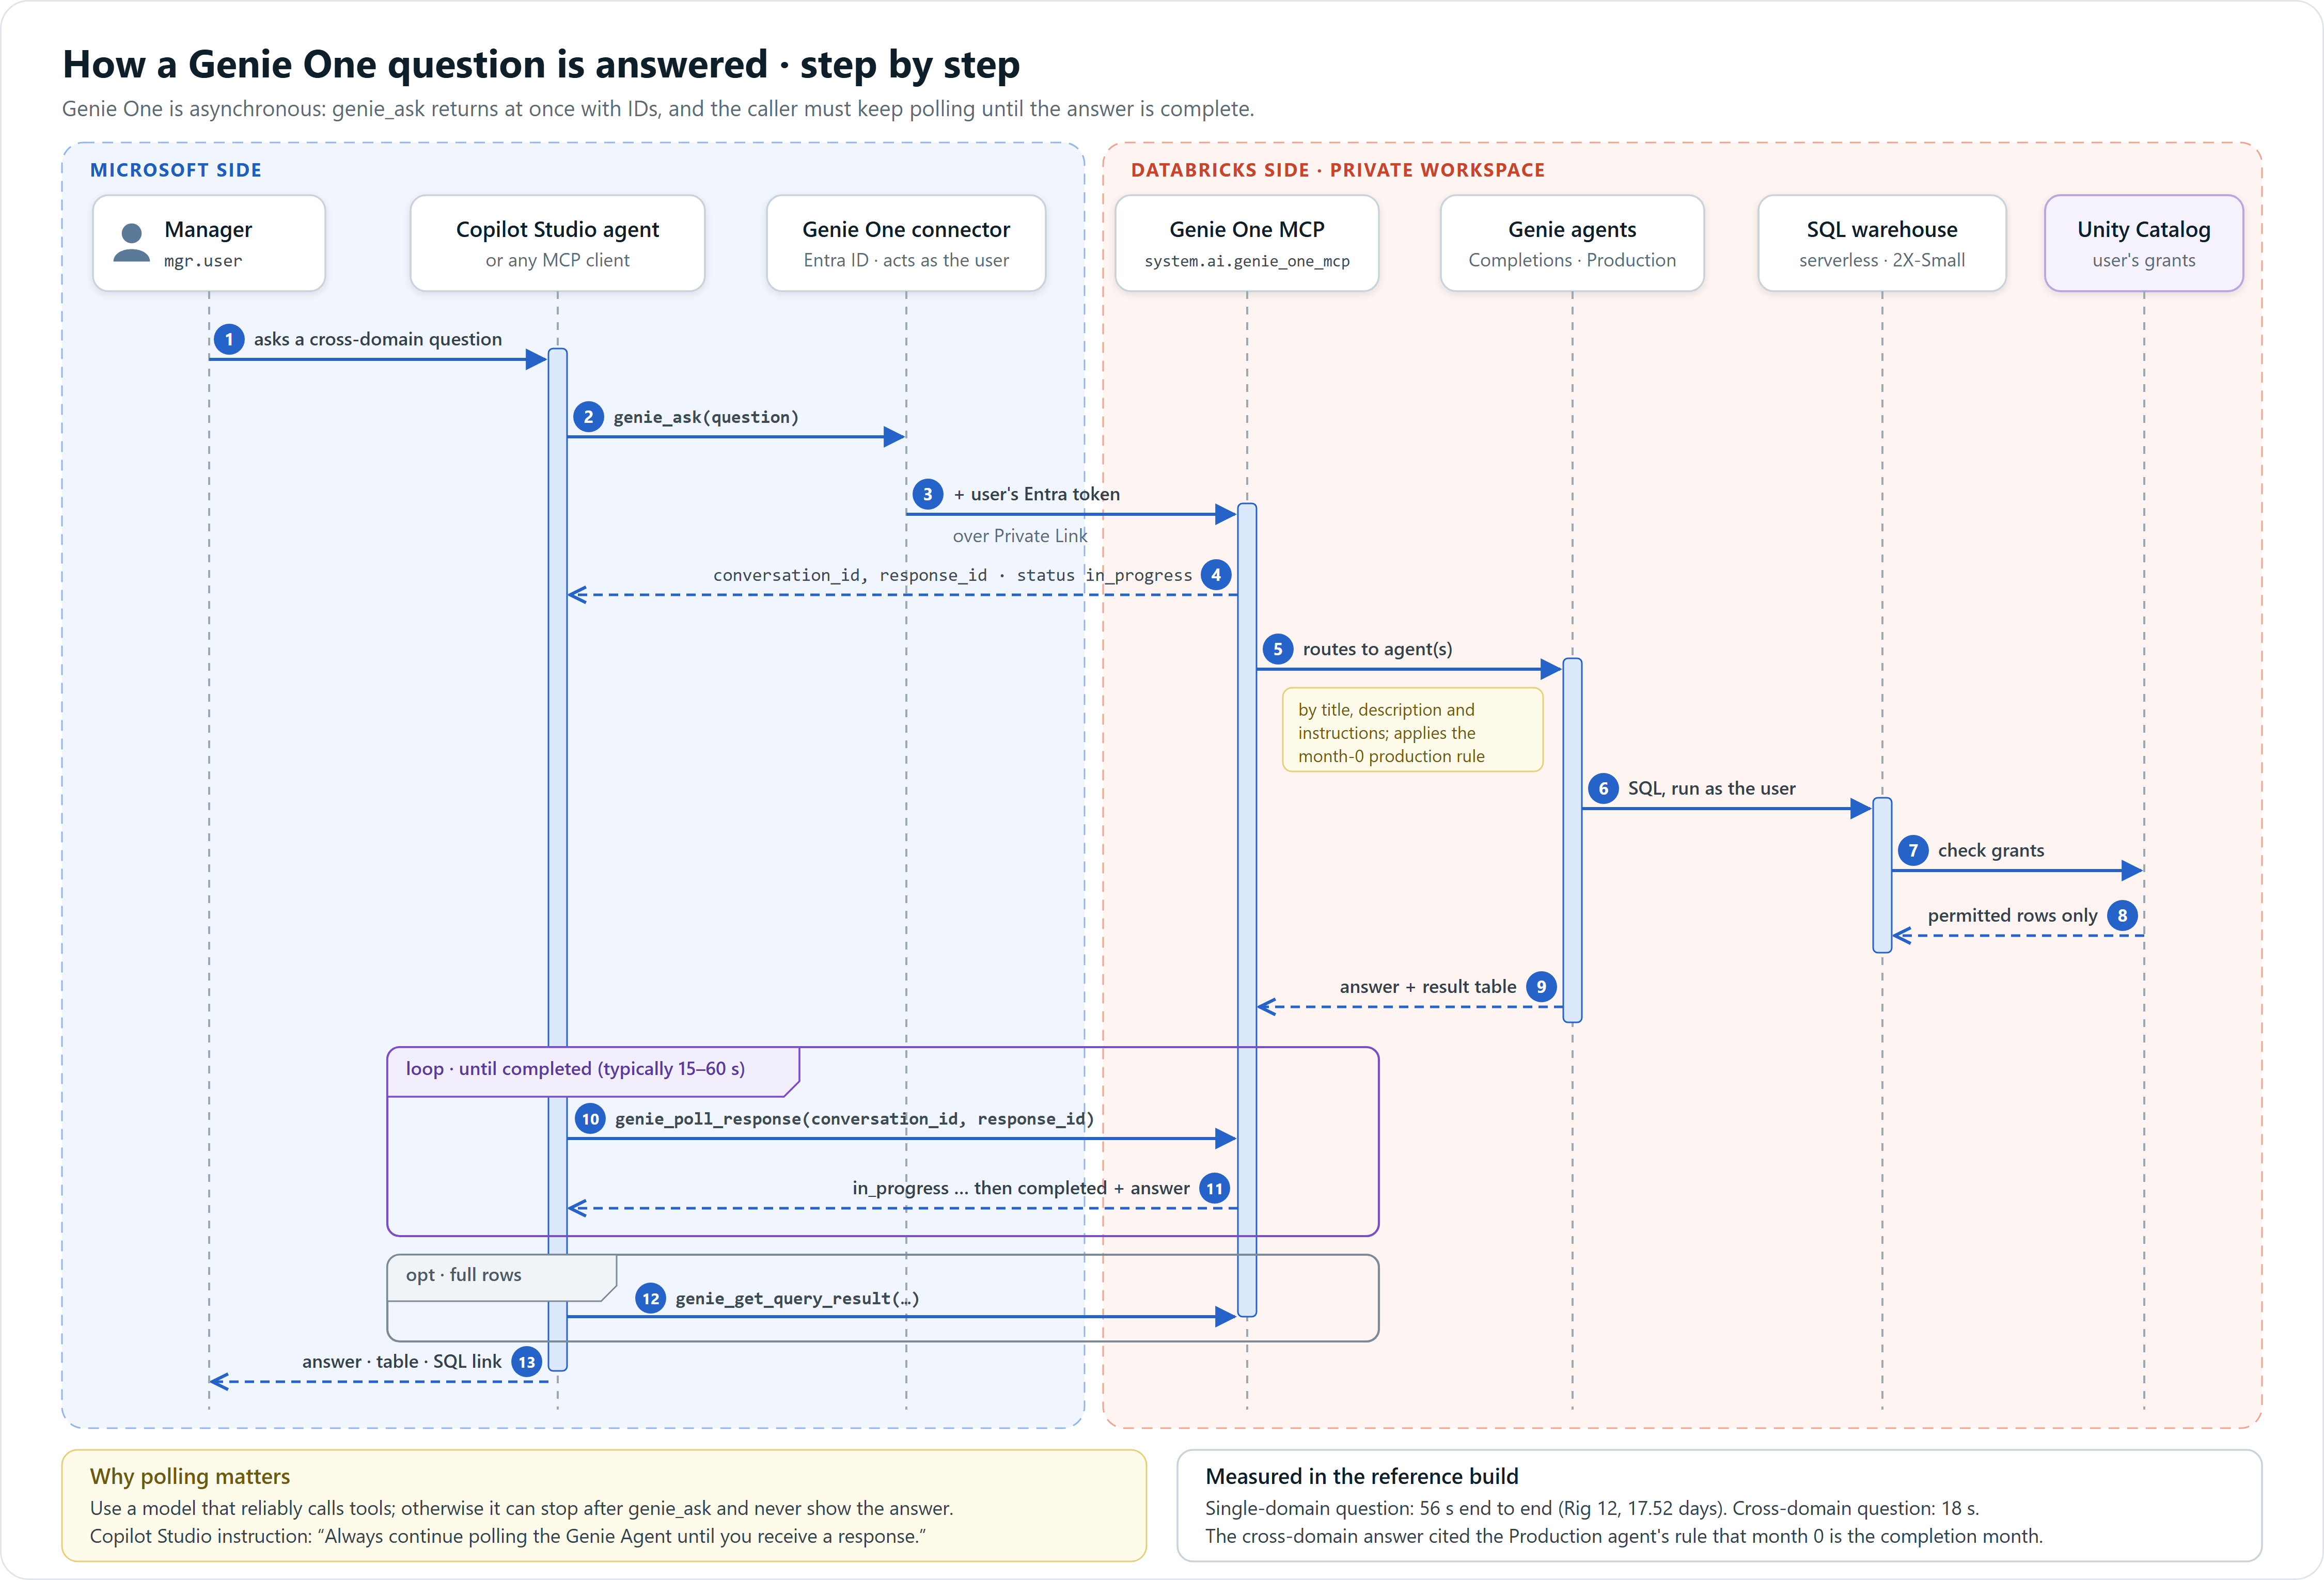 How a Genie One question is answered · step by step
Genie One is asynchronous: genie_ask returns at once with IDs, and the caller must keep polling until the answer is complete.
MICROSOFT SIDE
DATABRICKS SIDE · PRIVATE WORKSPACE
Manager
mgr.user
Copilot Studio agent
or any MCP client
Genie One connector
Entra ID · acts as the user
Genie One MCP
system.ai.genie_one_mcp
Genie agents
Completions · Production
SQL warehouse
serverless · 2X-Small
Unity Catalog
user's grants
1 asks a cross-domain question
2 genie_ask(question)
3 + user's Entra token
over Private Link
conversation_id, response_id · status in_progress 4
5 routes to agent(s)
by title, description and
instructions; applies the
month-0 production rule
6 SQL, run as the user
7 check grants
permitted rows only 8
answer + result table 9
loop · until completed (typically 15–60 s)
10 genie_poll_response(conversation_id, response_id)
in_progress … then completed + answer 11
opt · full rows
12 genie_get_query_result(…)
answer · table · SQL link 13
Why polling matters
Use a model that reliably calls tools; otherwise it can stop after genie_ask and never show the answer.
Copilot Studio instruction: “Always continue polling the Genie Agent until you receive a response.”
Measured in the reference build
Single-domain question: 56 s end to end (Rig 12, 17.52 days). Cross-domain question: 18 s.
The cross-domain answer cited the Production agent's rule that month 0 is the completion month.